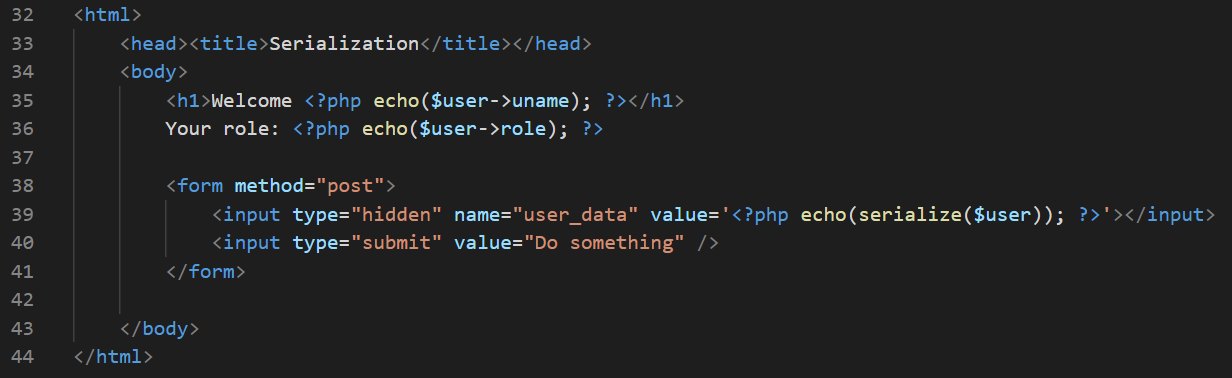 32 <html>
33     <head><title>Serialization</title></head>
34     <body>
35         <h1>Welcome <?php echo($user->uname); ?></h1>
36         Your role: <?php echo($user->role); ?>
37
38         <form method="post">
39             <input type="hidden" name="user_data" value='<?php echo(serialize($user)); ?>'></input>
40             <input type="submit" value="Do something" />
41         </form>
42
43     </body>
44 </html>